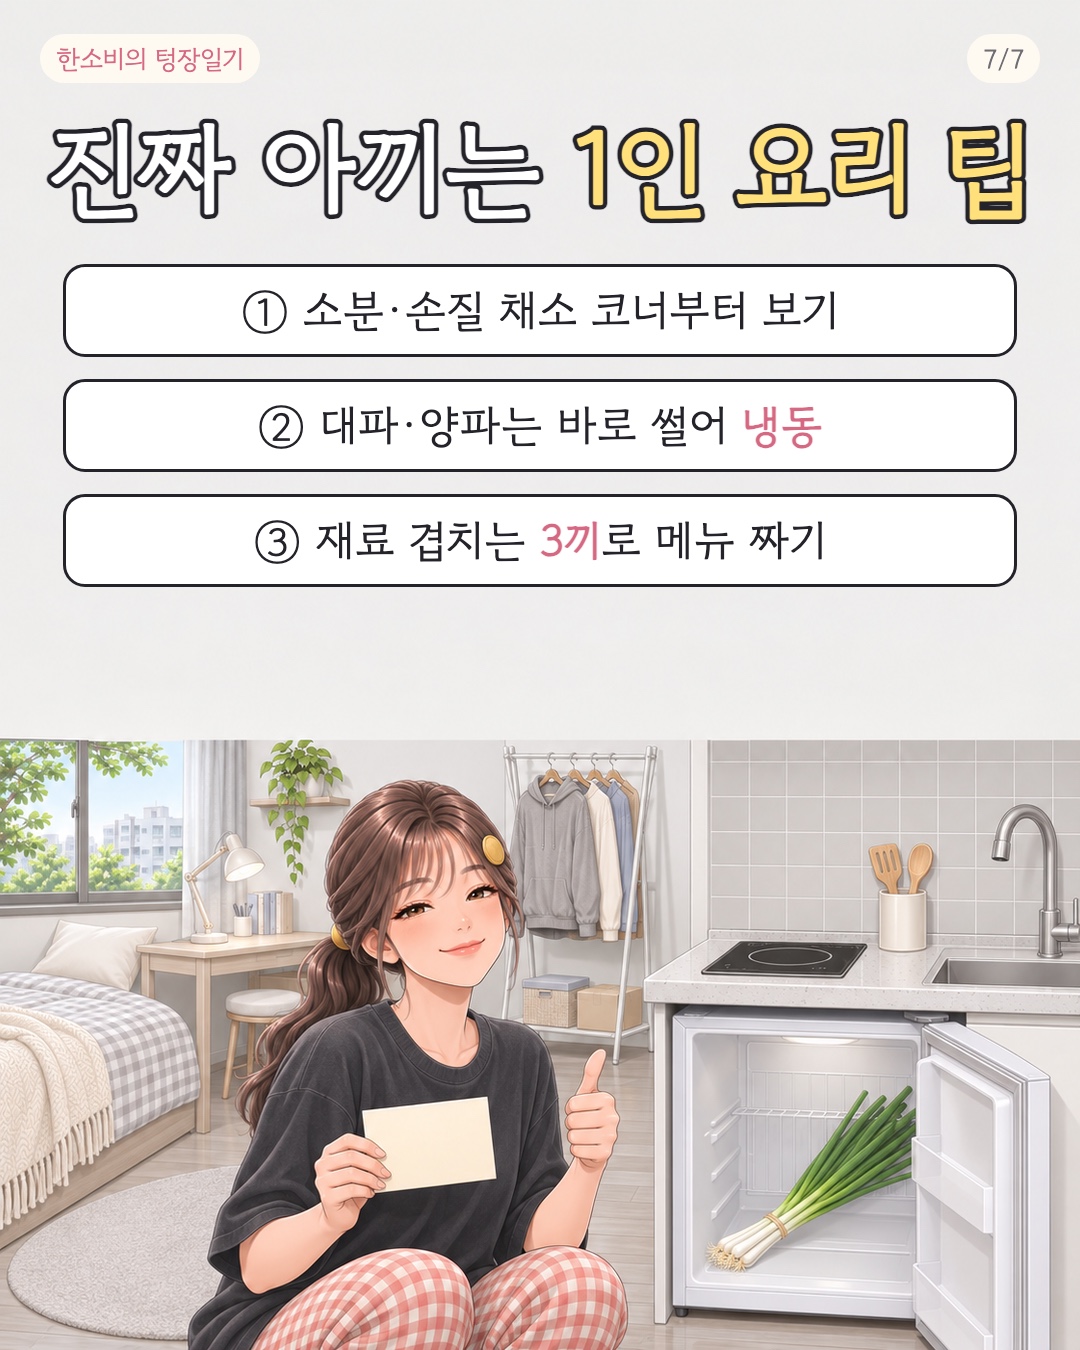 한소비의 텅장일기
7/7
진짜 아끼는 1인 요리 팁
① 소분·손질 채소 코너부터 보기
② 대파·양파는 바로 썰어 냉동
③ 재료 겹치는 3끼로 메뉴 짜기